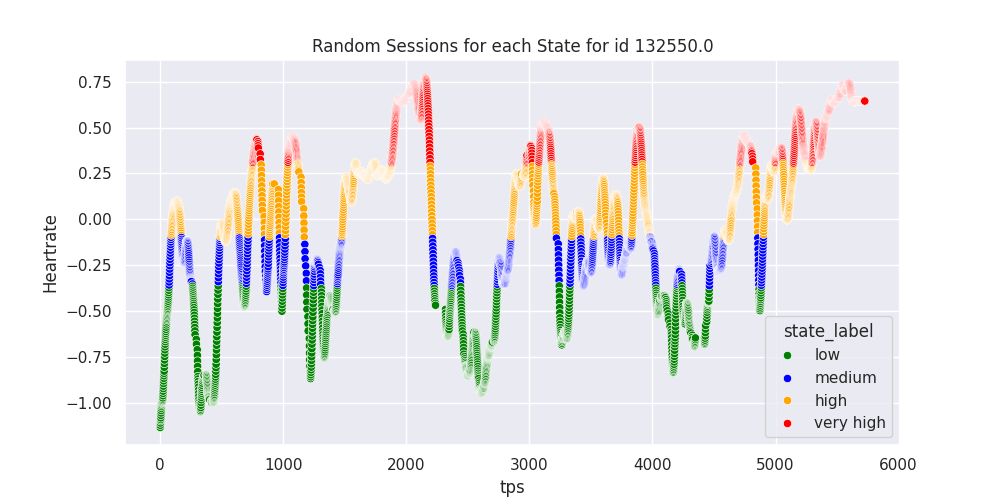 Random Sessions for each State for id 132550.0
Heartrate
0.75
0.50
0.25
0.00
−0.25
−0.50
−0.75
−1.00
0 1000 2000 3000 4000 5000 6000
tps
state_label
low
medium
high
very high